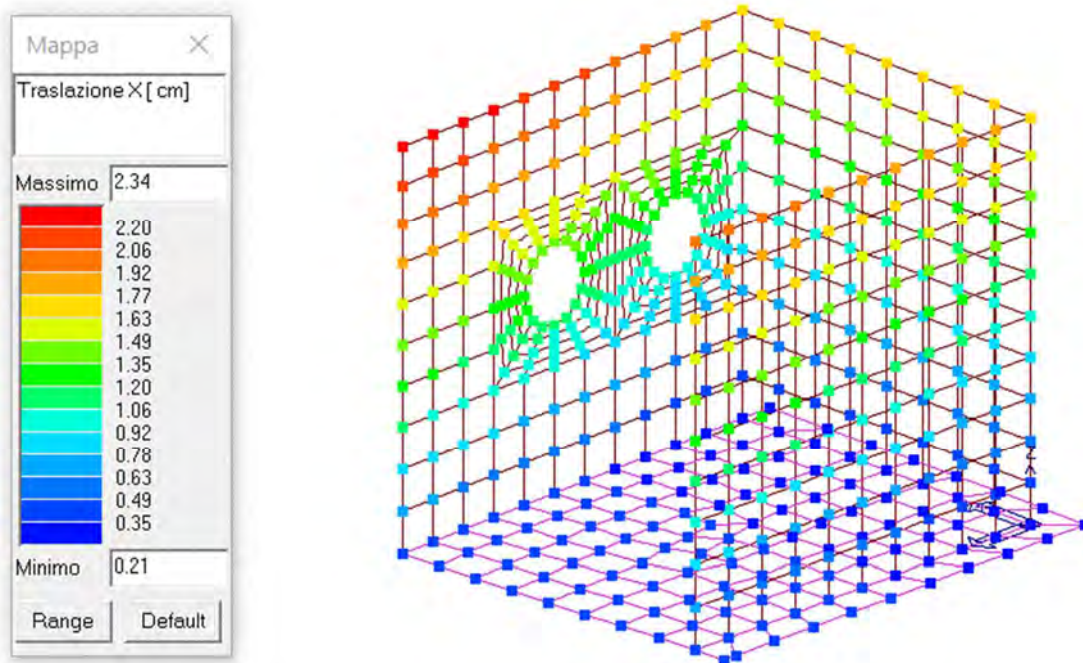 Mappa
Traslazione X [ cm]
Massimo 2.34
2.20
2.06
1.92
1.77
1.63
1.49
1.35
1.20
1.06
0.92
0.78
0.63
0.49
0.35
Minimo 0.21
Range Default
Z